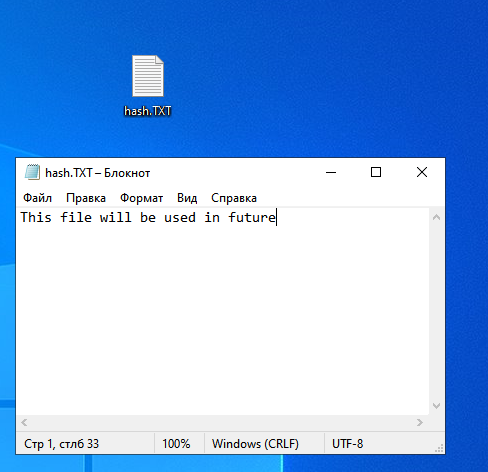 hash.TXT
hash.TXT – Блокнот
Файл Правка Формат Вид Справка
This file will be used in future
Стр 1, стлб 33 100% Windows (CRLF) UTF-8